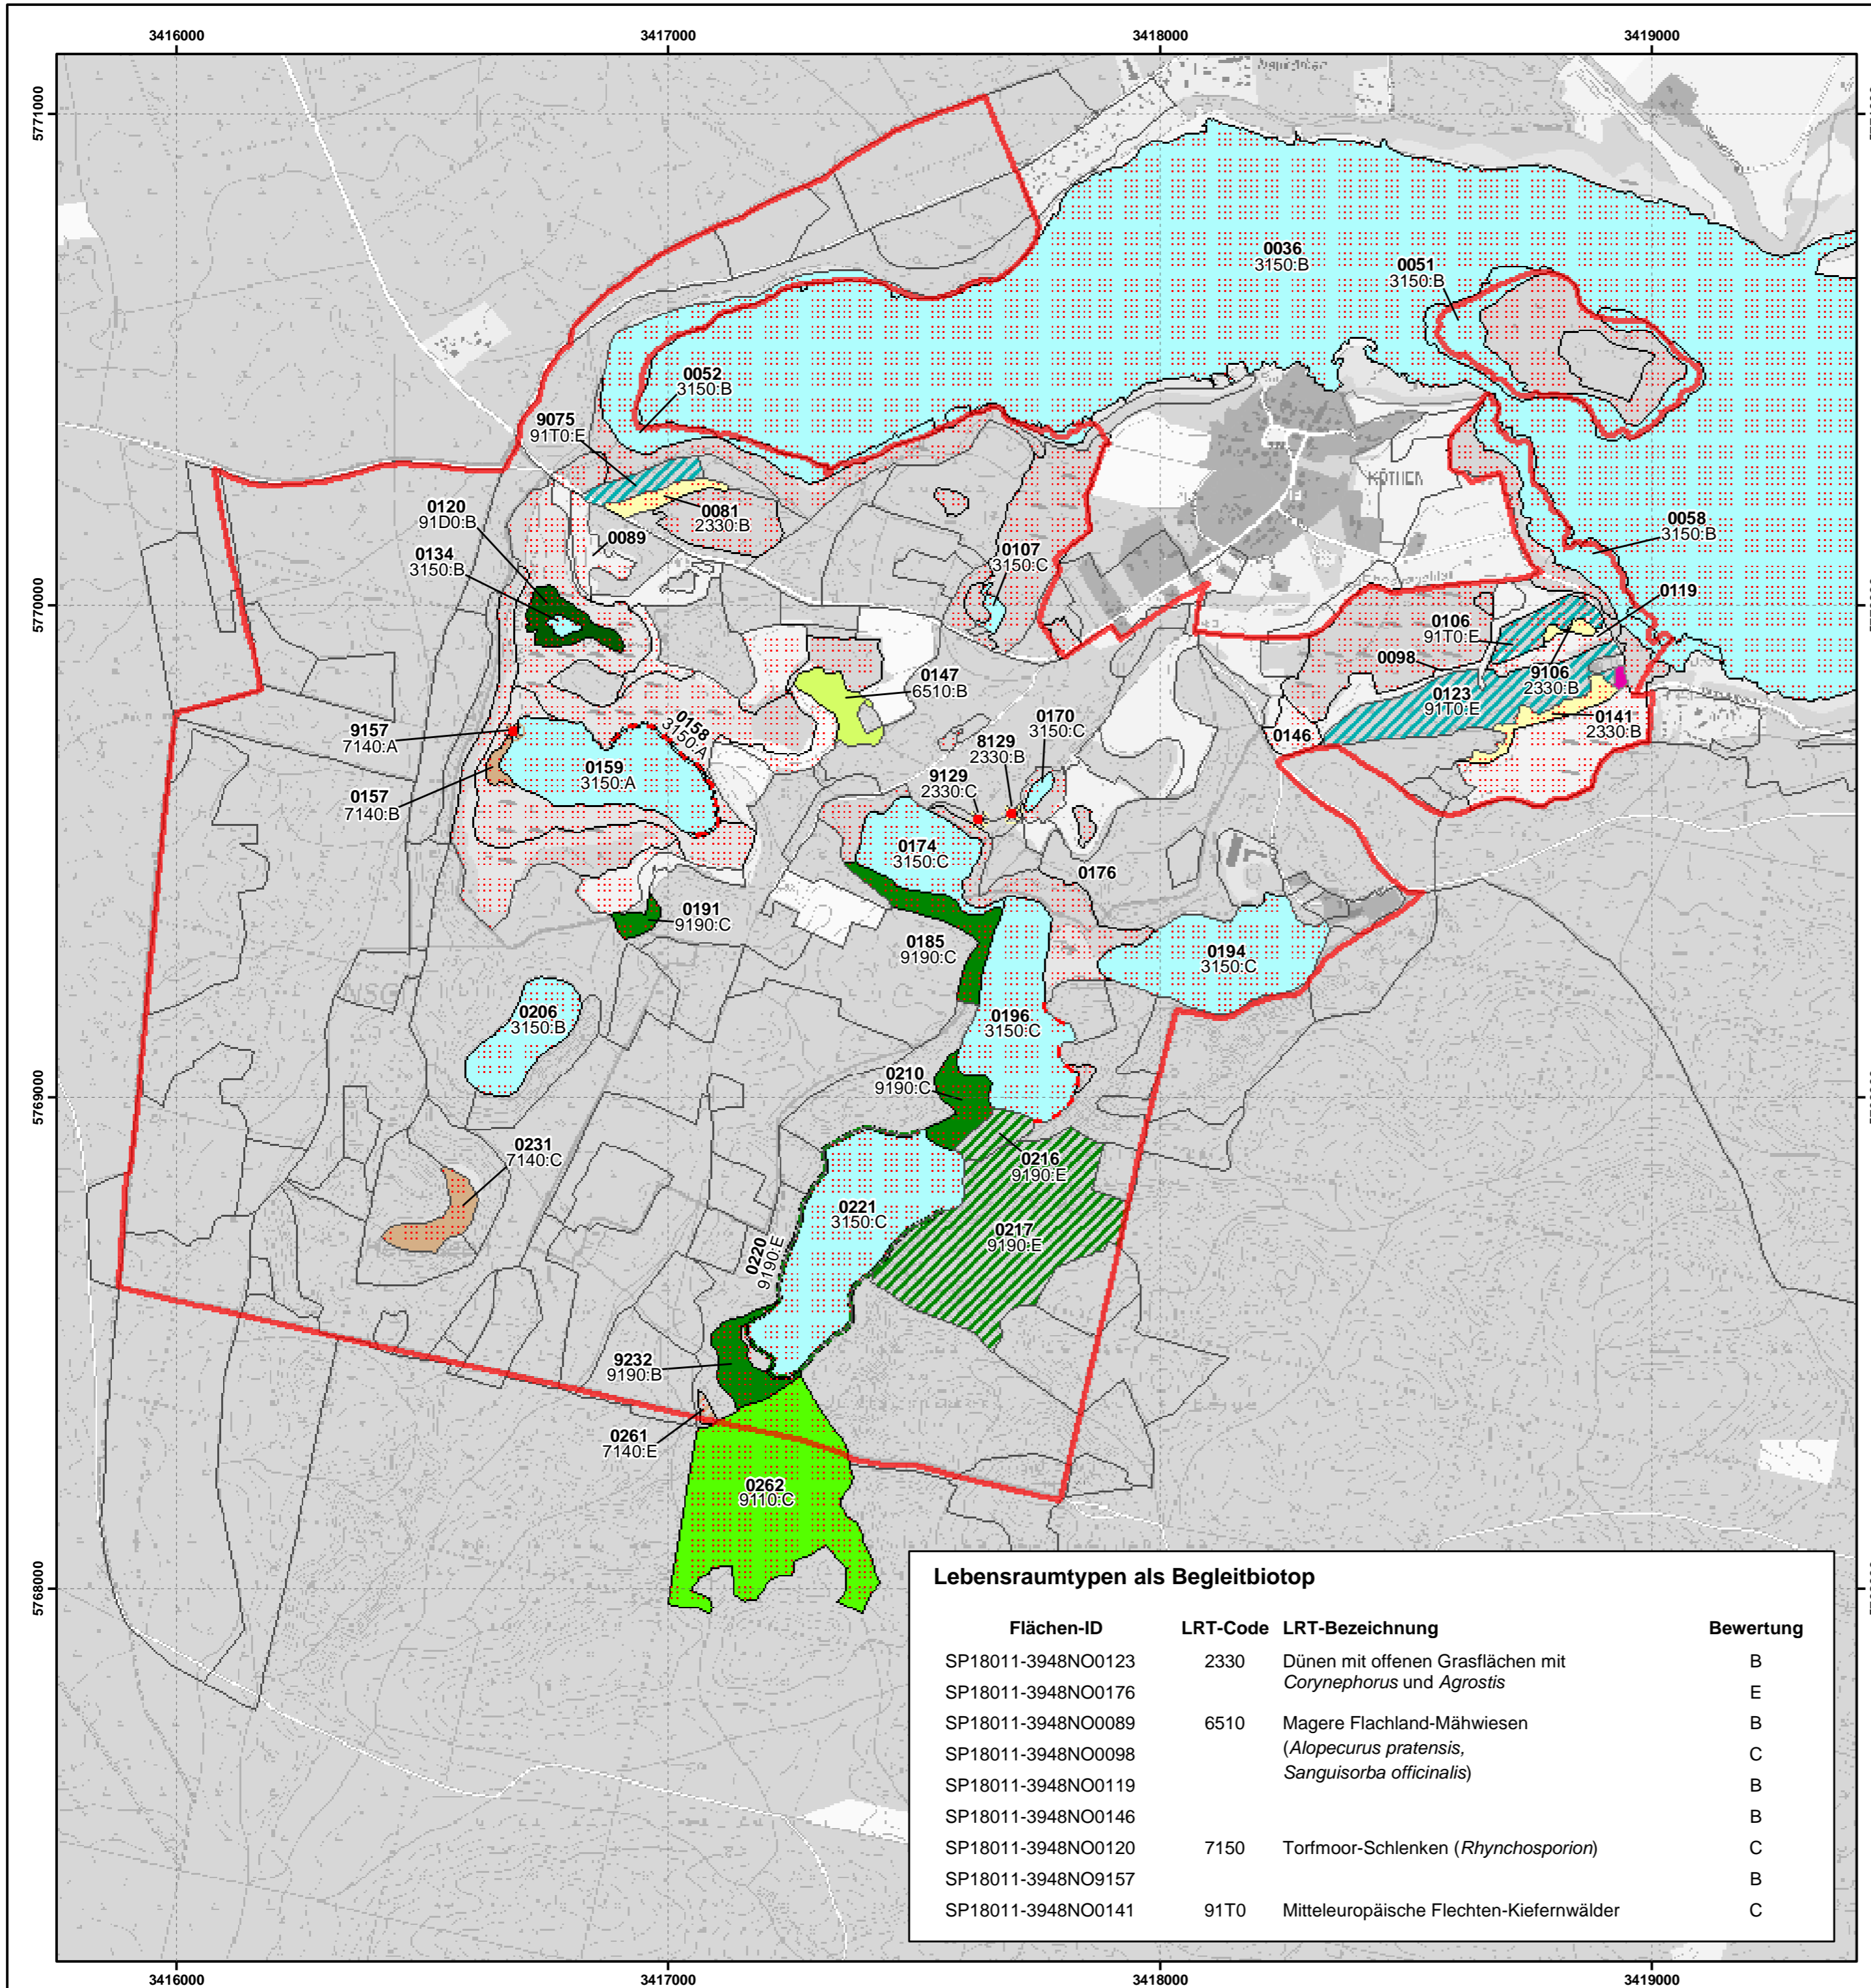 3416000 3417000 3418000 3419000
5771000
0036
3150:B
0051
3150:B
0052
3150:B
9075
91T0:E
KÖTHEN
0120
91D0:B
0081
2330:B
0058
3150:B
0089
0134
3150:B
0107
3150:C
5770000
0119
0106
91T0:E
0098
0147
6510:B
9106
2330:B
0123
91T0:E
0158
3150:A
0170
3150:C
0141
2330:B
9157
7140:A
0146
8129
2330:B
0159
3150:A
9129
2330:C
0157
7140:B
0174
3150:C
0176
0191
9190:C
0185
9190:C
0194
3150:C
NSG
0206
3150:B
0196
3150:C
5769000
0210
9190:C
0231
7140:C
0216
9190:E
0221
3150:C
0217
9190:E
0220
9190:E
9232
9190:B
0261
7140:E
0262
9110:C
5768000
Lebensraumtypen als Begleitbiotop
Flächen-ID LRT-Code LRT-Bezeichnung Bewertung
SP18011-3948NO0123 2330 Dünen mit offenen Grasflächen mit B
Corynephorus und Agrostis
SP18011-3948NO0176 E
SP18011-3948NO0089 6510 Magere Flachland-Mähwiesen B
(Alopecurus pratensis,
SP18011-3948NO0098 C
Sanguisorba officinalis)
SP18011-3948NO0119 B
SP18011-3948NO0146 B
SP18011-3948NO0120 7150 Torfmoor-Schlenken (Rhynchosporion) C
SP18011-3948NO9157 B
SP18011-3948NO0141 91T0 Mitteleuropäische Flechten-Kiefernwälder C
3416000 3417000 3418000 3419000